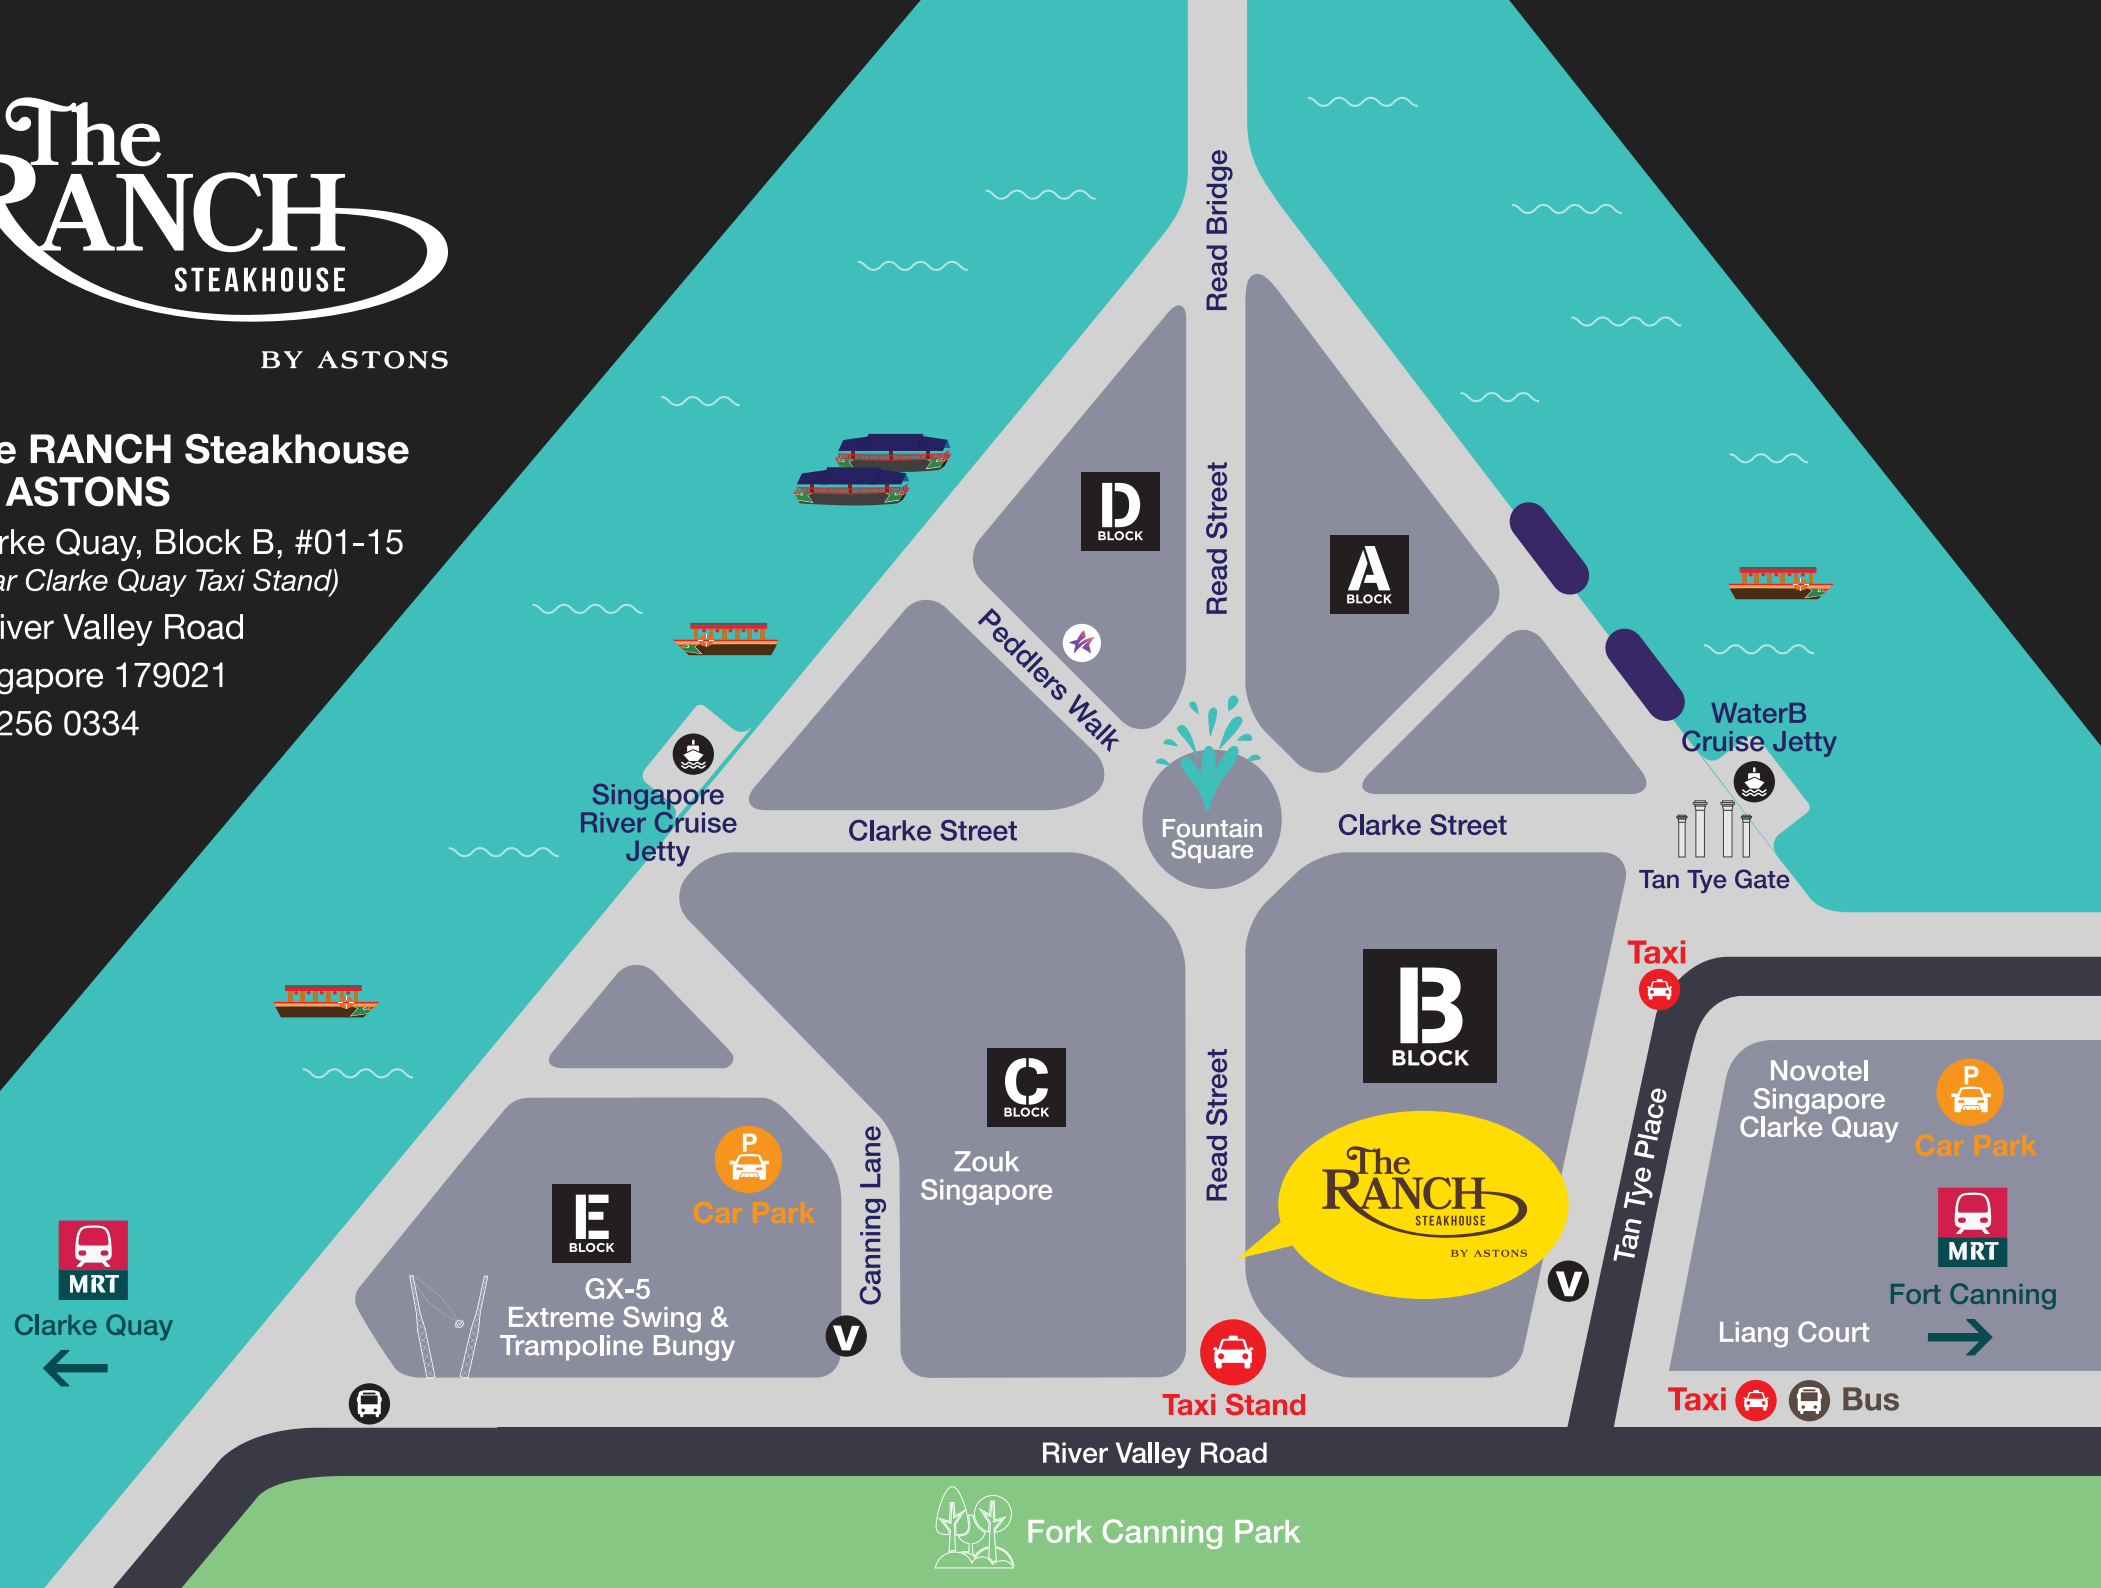 The
RANCH
STEAKHOUSE
BY ASTONS
e RANCH Steakhouse
ASTONS
rke Quay, Block B, #01-15
ar Clarke Quay Taxi Stand)
iver Valley Road
gapore 179021
256 0334
Read Bridge
D
BLOCK
Read Street
A
BLOCK
Peddlers Walk
WaterB
Cruise Jetty
Singapore
River Cruise
Jetty
Clarke Street
Fountain
Square
Clarke Street
Tan Tye Gate
Taxi
B
BLOCK
C
BLOCK
Zouk
Singapore
Read Street
The
RANCH
STEAKHOUSE
BY ASTONS
Tan Tye Place
Novotel
Singapore
Clarke Quay
P
Car Park
MRT
Fort Canning
Liang Court
P
Car Park
E
BLOCK
GX-5
Extreme Swing &
Trampoline Bungy
Canning Lane
V
V
MRT
Clarke Quay
Taxi Stand
Taxi
Bus
River Valley Road
Fork Canning Park